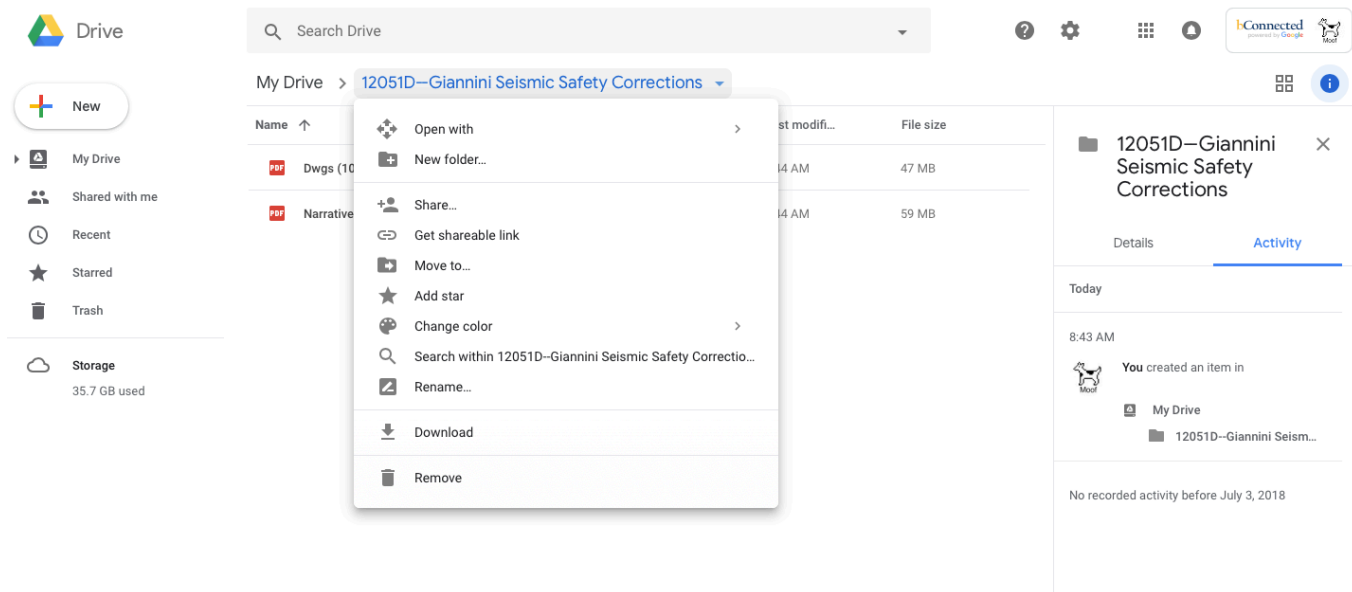 Drive
Search Drive
bConnected
powered by Google
Moof
My Drive > 12051D—Giannini Seismic Safety Corrections
New
My Drive
Shared with me
Recent
Starred
Trash
Storage
35.7 GB used
Name
st modifi...
File size
PDF Dwgs (10
44 AM
47 MB
PDF Narrative
44 AM
59 MB
Open with
New folder...
Share...
Get shareable link
Move to...
Add star
Change color
Search within 12051D--Giannini Seismic Safety Correctio...
Rename...
Download
Remove
12051D—Giannini
Seismic Safety
Corrections
Details
Activity
Today
8:43 AM
You created an item in
Moof
My Drive
12051D--Giannini Seism...
No recorded activity before July 3, 2018